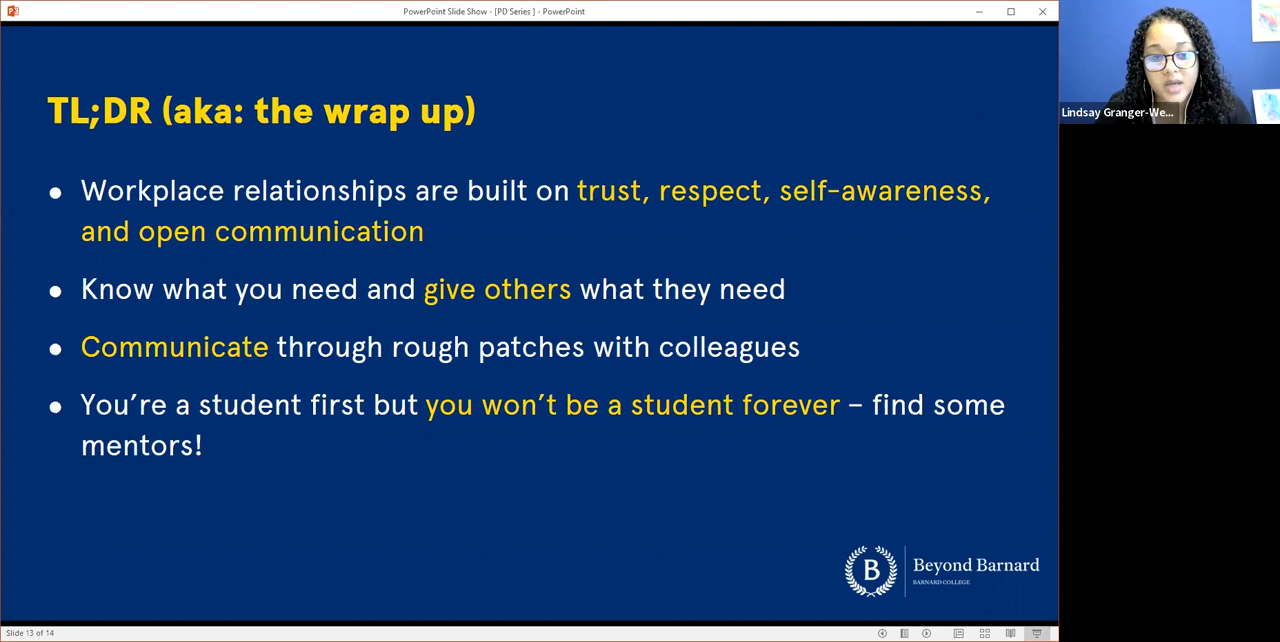 PowerPoint Slide Show - [PD Series ] - PowerPoint
Lindsay Granger-We...
TL;DR (aka: the wrap up)
● Workplace relationships are built on trust, respect, self-awareness,
and open communication
● Know what you need and give others what they need
● Communicate through rough patches with colleagues
● You’re a student first but you won’t be a student forever – find some
mentors!
B
Beyond Barnard
BARNARD COLLEGE
Slide 13 of 14